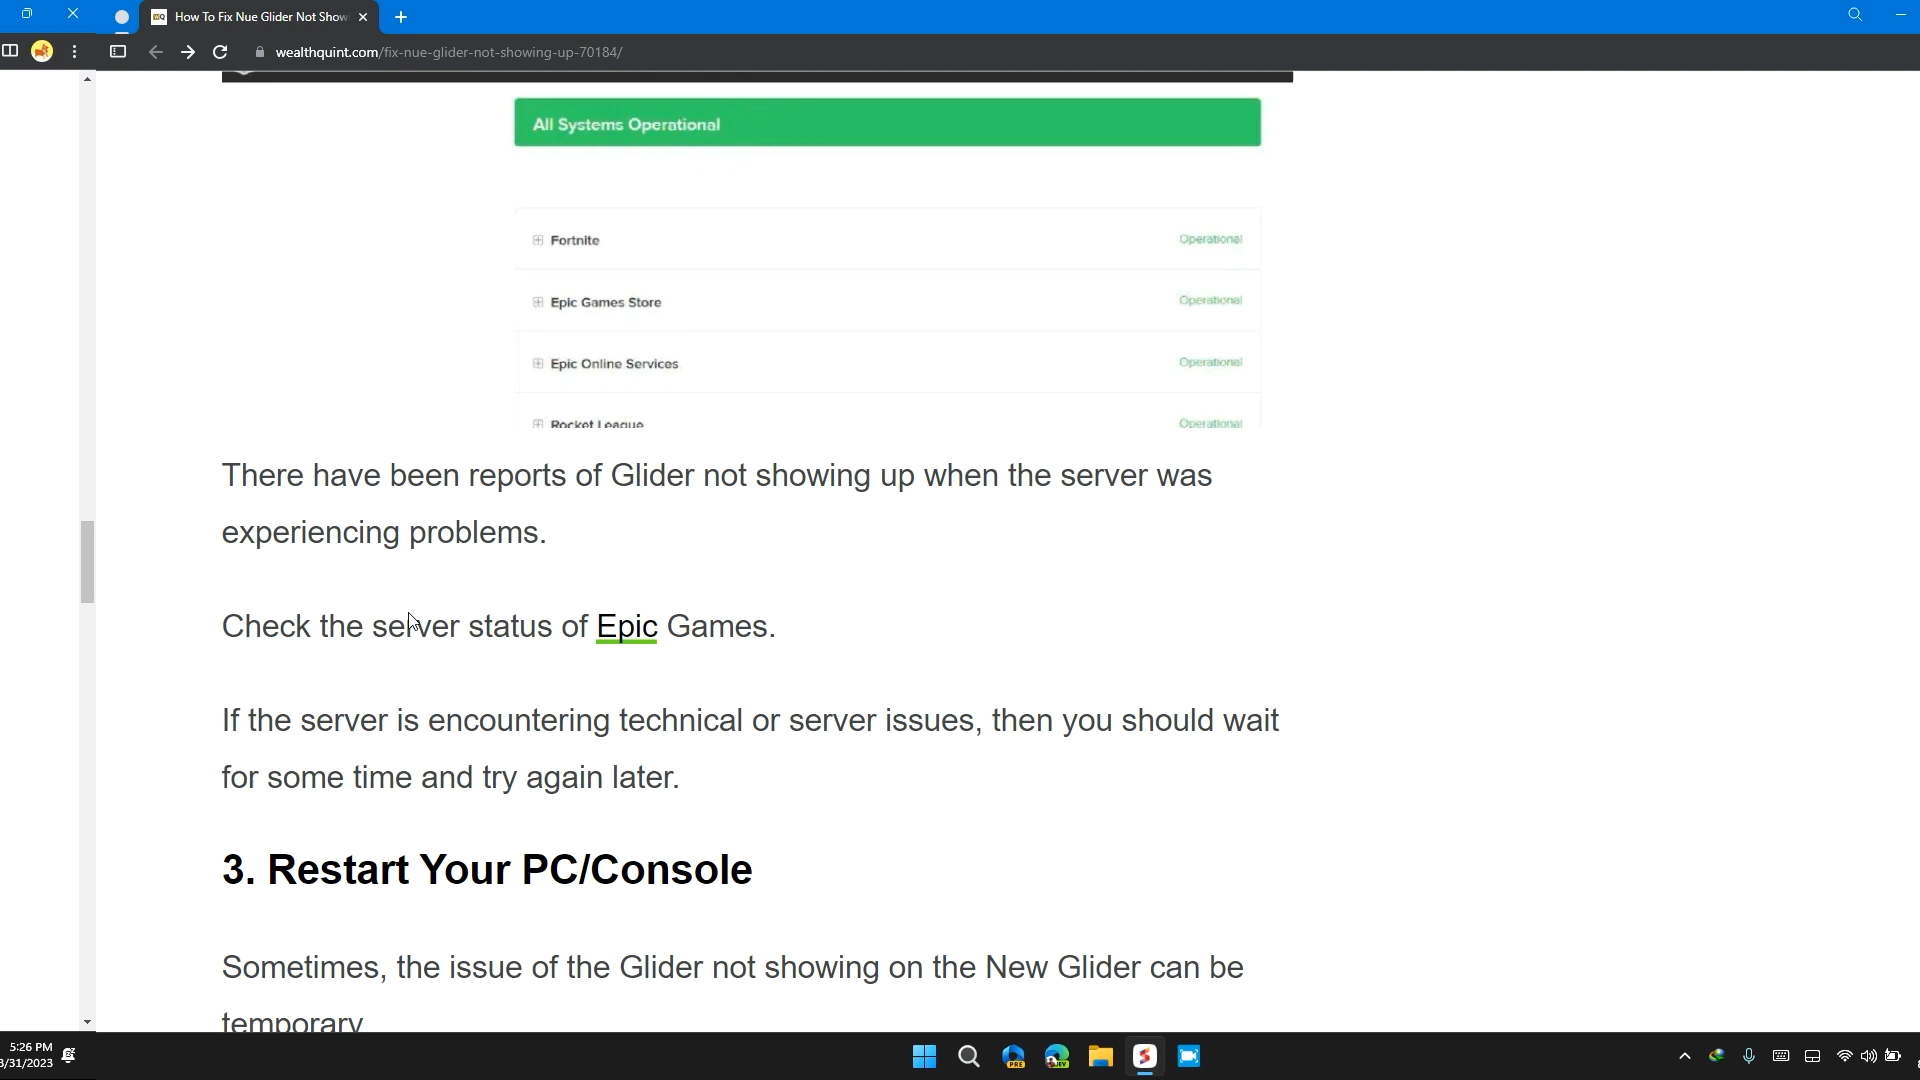 How To Fix Nue Glider Not Show
wealthquint.com/fix-nue-glider-not-showing-up-70184/
All Systems Operational
Fortnite Operational
Epic Games Store Operational
Epic Online Services Operational
Rocket League Operational
There have been reports of Glider not showing up when the server was
experiencing problems.
Check the server status of Epic Games.
If the server is encountering technical or server issues, then you should wait
for some time and try again later.
3. Restart Your PC/Console
Sometimes, the issue of the Glider not showing on the New Glider can be
temporary
5:26 PM
3/31/2023
PRE